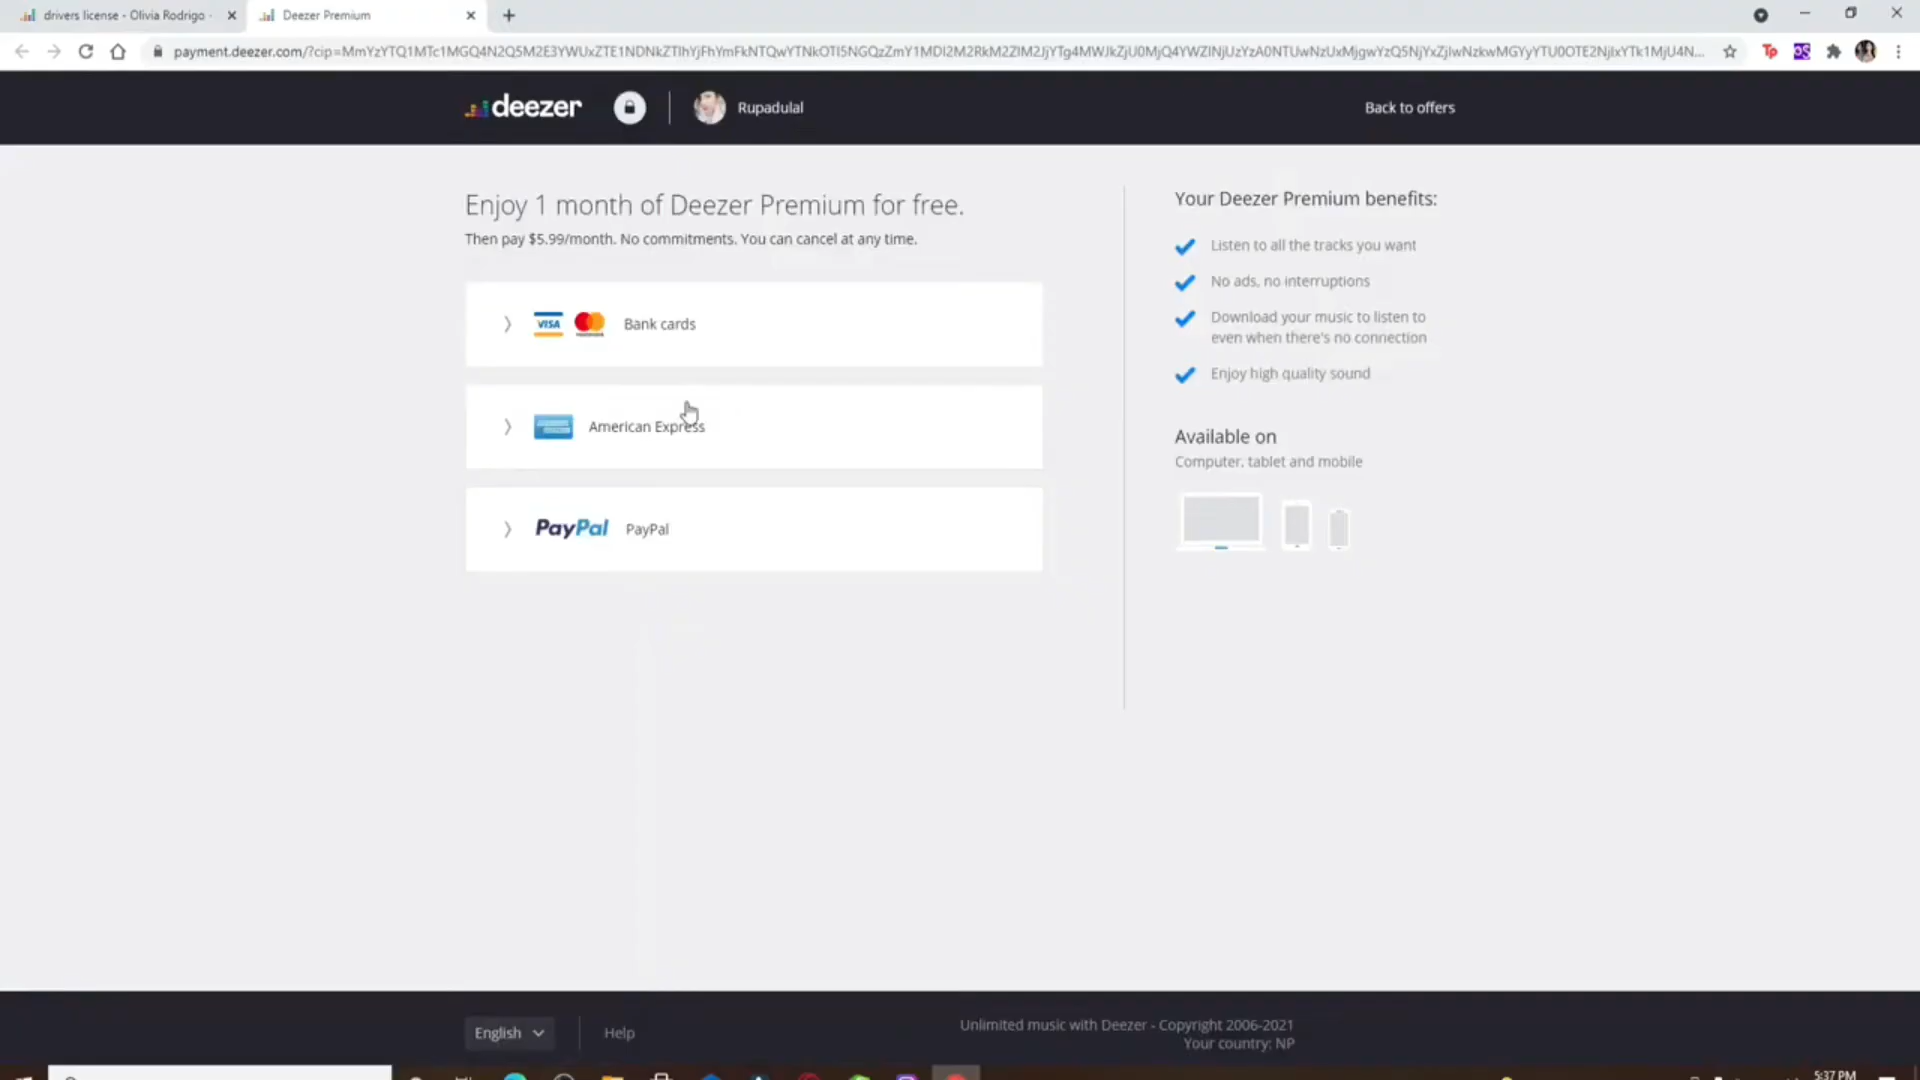 drivers license - Olivia Rodrigo -
Deezer Premium
deezer
Rupadulal
Back to offers
Enjoy 1 month of Deezer Premium for free.
Then pay $5.99/month. No commitments. You can cancel at any time.
VISA
Bank cards
American Express
PayPal PayPal
Your Deezer Premium benefits:
Listen to all the tracks you want
No ads, no interruptions
Download your music to listen to
even when there's no connection
Enjoy high quality sound
Available on
Computer, tablet and mobile
English
Help
Unlimited music with Deezer - Copyright 2006-2021
Your country: NP
5:37 PM